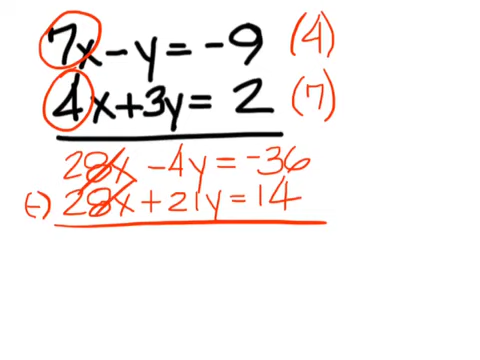 7x - y = -9 (4)
4x + 3y = 2 (7)
28x - 4y = -36
(-) 28x + 21y = 14